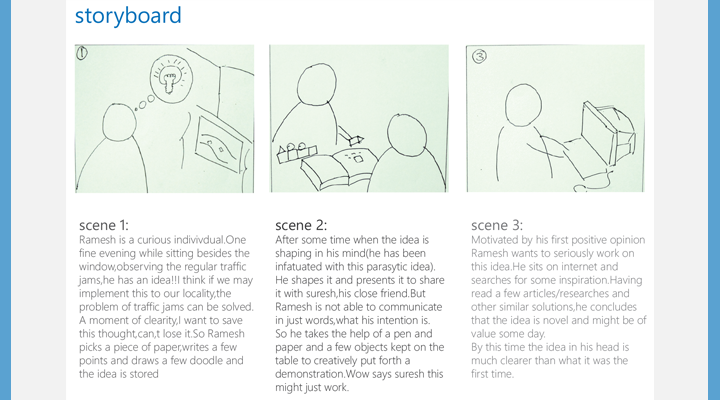 storyboard
1
3
scene 1:
Ramesh is a curious indivivdual.One
fine evening while sitting besides the
window,observing the regular traffic
jams,he has an idea!!I think if we may
implement this to our locality,the
problem of traffic jams can be solved.
A moment of clearity,I want to save
this thought,can,t lose it.So Ramesh
picks a piece of paper,writes a few
points and draws a few doodle and
the idea is stored
scene 2:
After some time when the idea is
shaping in his mind(he has been
infatuated with this parasytic idea).
He shapes it and presents it to share
it with suresh,his close friend.But
Ramesh is not able to communicate
in just words,what his intention is.
So he takes the help of a pen and
paper and a few objects kept on the
table to creatively put forth a
demonstration.Wow says suresh this
might just work.
scene 3:
Motivated by his first positive opinion
Ramesh wants to seriously work on
this idea.He sits on internet and
searches for some inspiration.Having
read a few articles/researches and
other similar solutions,he concludes
that the idea is novel and might be of
value some day.
By this time the idea in his head is
much clearer than what it was the
first time.